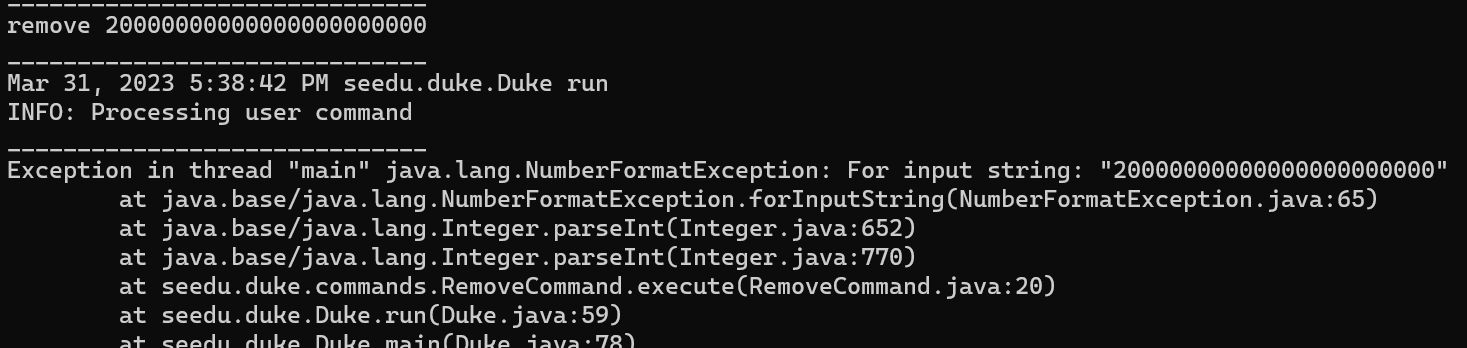 ______________________________
remove 20000000000000000000000
______________________________
Mar 31, 2023 5:38:42 PM seedu.duke.Duke run
INFO: Processing user command
______________________________
Exception in thread "main" java.lang.NumberFormatException: For input string: "20000000000000000000000"
at java.base/java.lang.NumberFormatException.forInputString(NumberFormatException.java:65)
at java.base/java.lang.Integer.parseInt(Integer.java:652)
at java.base/java.lang.Integer.parseInt(Integer.java:770)
at seedu.duke.commands.RemoveCommand.execute(RemoveCommand.java:20)
at seedu.duke.Duke.run(Duke.java:59)
at seedu.duke.Duke.main(Duke.java:78)